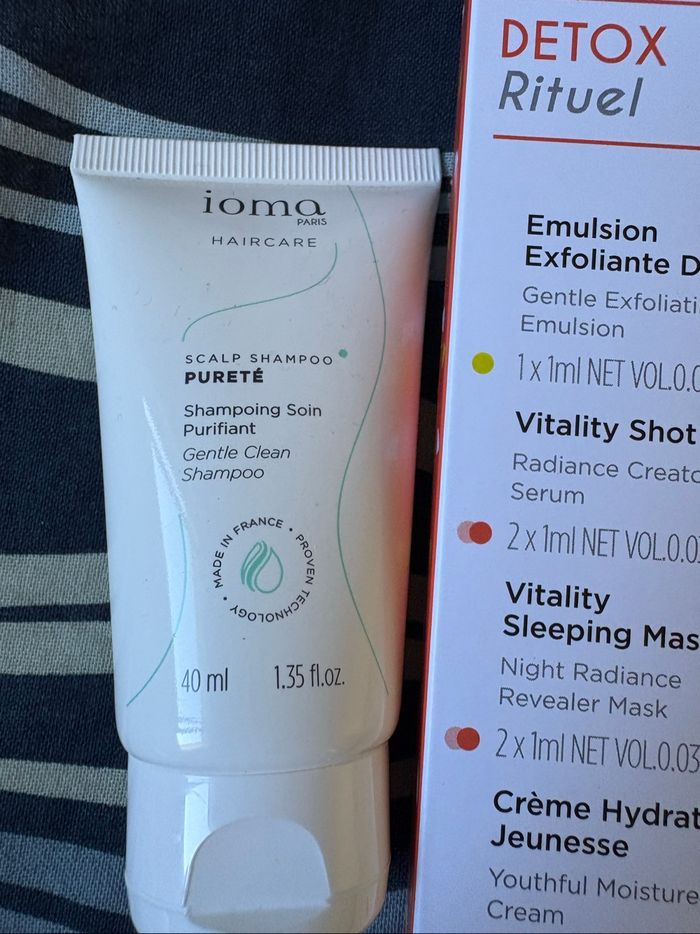 ioma
PARIS
HAIRCARE
SCALP SHAMPOO
PURETÉ
Shampoing Soin
Purifiant
Gentle Clean
Shampoo
MADE IN FRANCE • PROVEN TECHNOLOGY •
40 ml 1.35 fl.oz.
DETOX
Rituel
Emulsion
Exfoliante D
Gentle Exfoliati
Emulsion
1 x 1ml NET VOL.0.0
Vitality Shot
Radiance Creato
Serum
2 x 1ml NET VOL.0.03
Vitality
Sleeping Mas
Night Radiance
Revealer Mask
2 x 1ml NET VOL.0.03
Crème Hydrat
Jeunesse
Youthful Moisture
Cream